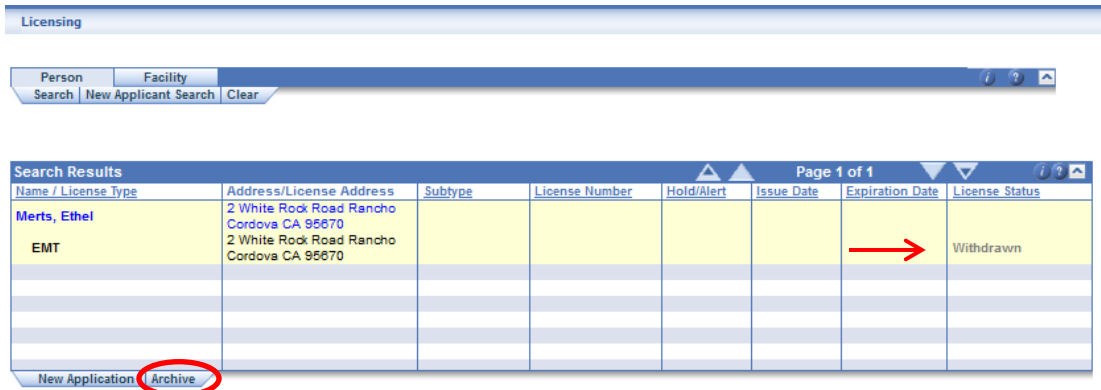 Licensing
Person Facility
Search New Applicant Search Clear
Search Results Page 1 of 1
Name / License Type Address/License Address Subtype License Number Hold/Alert Issue Date Expiration Date License Status
Merts, Ethel 2 White Rock Road Rancho
Cordova CA 95670
EMT 2 White Rock Road Rancho
Cordova CA 95670 Withdrawn
New Application Archive